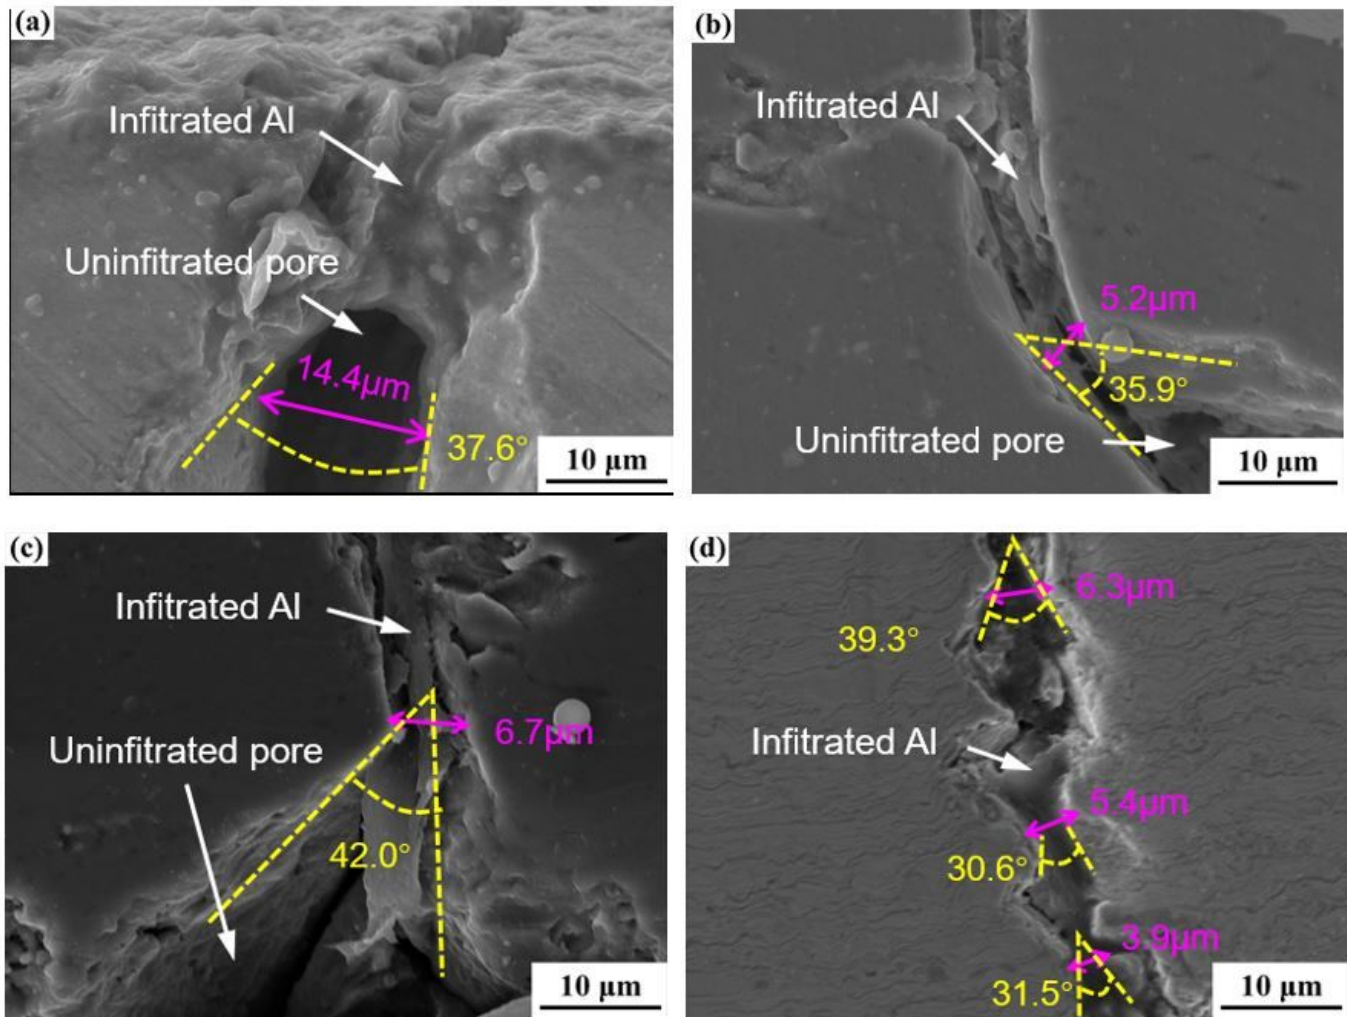 (a)
Infitrated Al
Uninfitrated pore
14.4μm
37.6°
10 μm
(b)
Infitrated Al
5.2μm
35.9°
Uninfitrated pore
10 μm
(c)
Infitrated Al
6.7μm
Uninfitrated pore
42.0°
10 μm
(d)
6.3μm
39.3°
Infitrated Al
5.4μm
30.6°
3.9μm
31.5°
10 μm